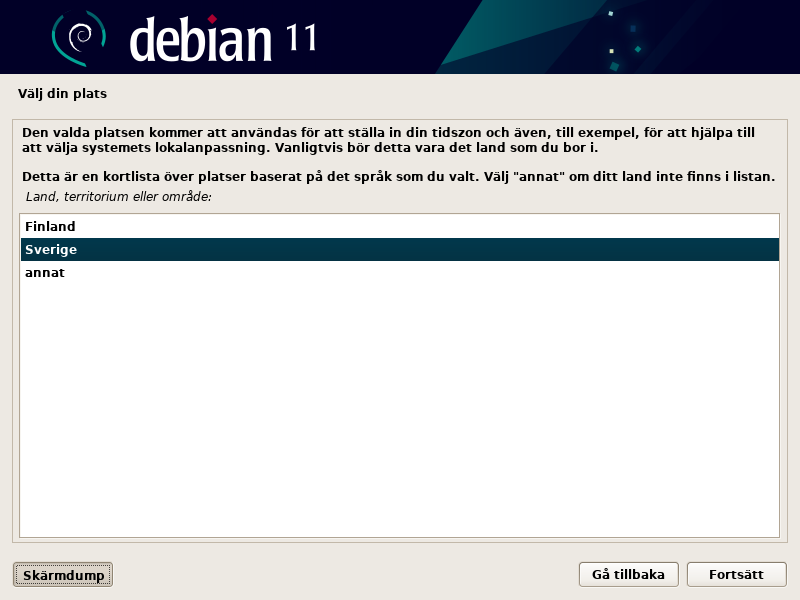 debian 11
Välj din plats
Den valda platsen kommer att användas för att ställa in din tidszon och även, till exempel, för att hjälpa till
att välja systemets lokalanpassning. Vanligtvis bör detta vara det land som du bor i.
Detta är en kortlista över platser baserat på det språk som du valt. Välj "annat" om ditt land inte finns i listan.
Land, territorium eller område:
Finland
Sverige
annat
Skärmdump
Gå tillbaka
Fortsätt